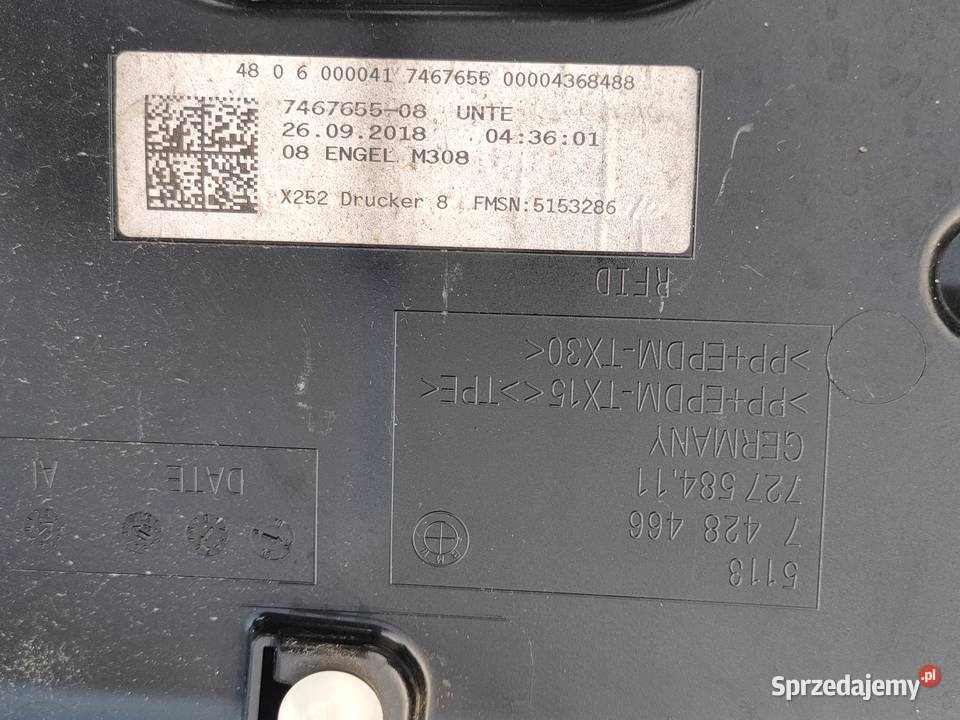 48 0 6 000041 7467655 00004368488
7467655-08 UNTE
26.09.2018 04:36:01
08 ENGEL M308
X252 Drucker 8 FMSN:5153286
RFID
5113
7 428 466
727 584.11
GERMANY
>PP+EPDM-TX15<>TPE<
>PP+EPDM-TX30<
BMW
DATE
AI
Sprzedajemy.pl